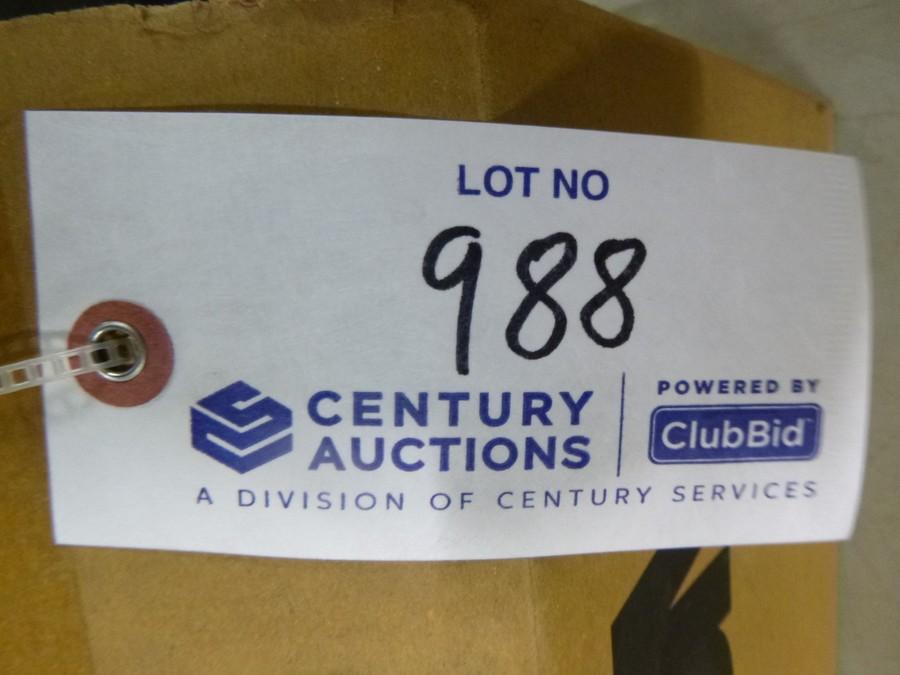 LOT NO
988
CENTURY
AUCTIONS
POWERED BY
ClubBid
A DIVISION OF CENTURY SERVICES